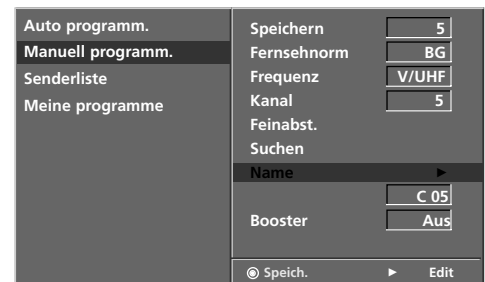 Auto programm.
Manuell programm.
Senderliste
Meine programme
Speichern 5
Fernsehnorm BG
Frequenz V/UHF
Kanal 5
Feinabst.
Suchen
Name ►
C 05
Booster Aus
◉ Speich. ► Edit